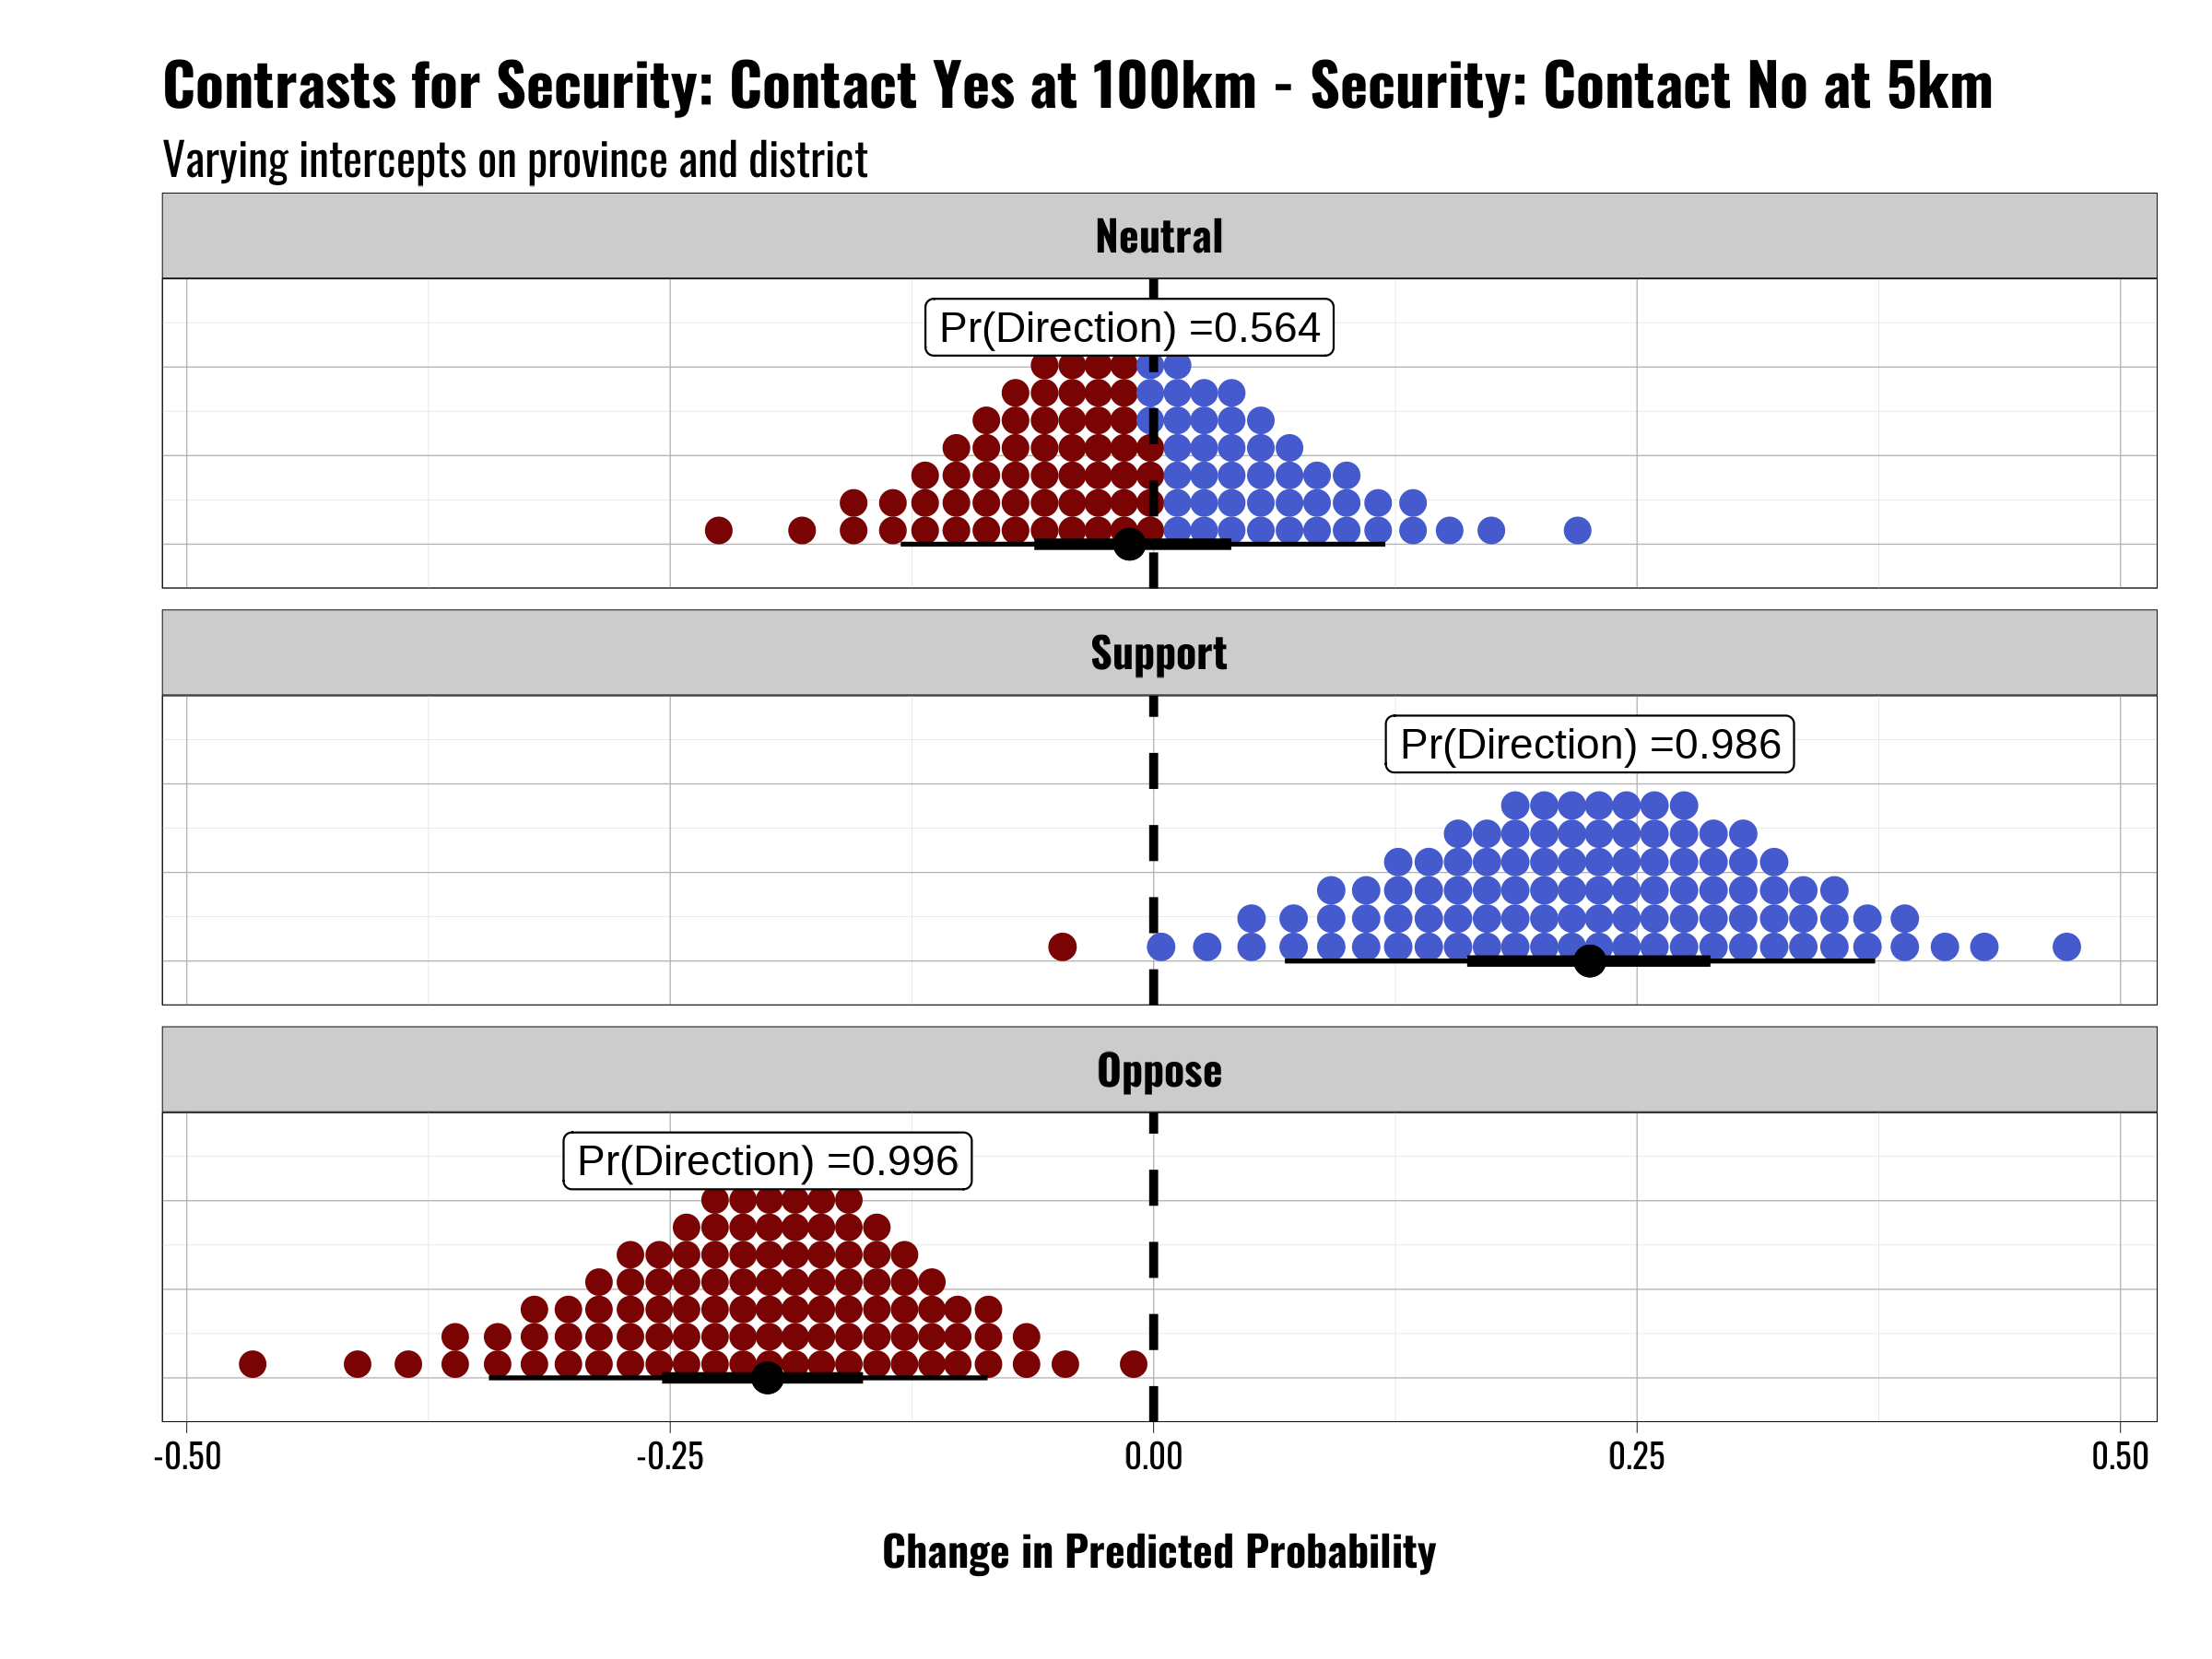 Contrasts for Security: Contact Yes at 100km - Security: Contact No at 5km
Varying intercepts on province and district
Neutral
Pr(Direction) =0.564
Support
Pr(Direction) =0.986
Oppose
Pr(Direction) =0.996
-0.50 -0.25 0.00 0.25 0.50
Change in Predicted Probability